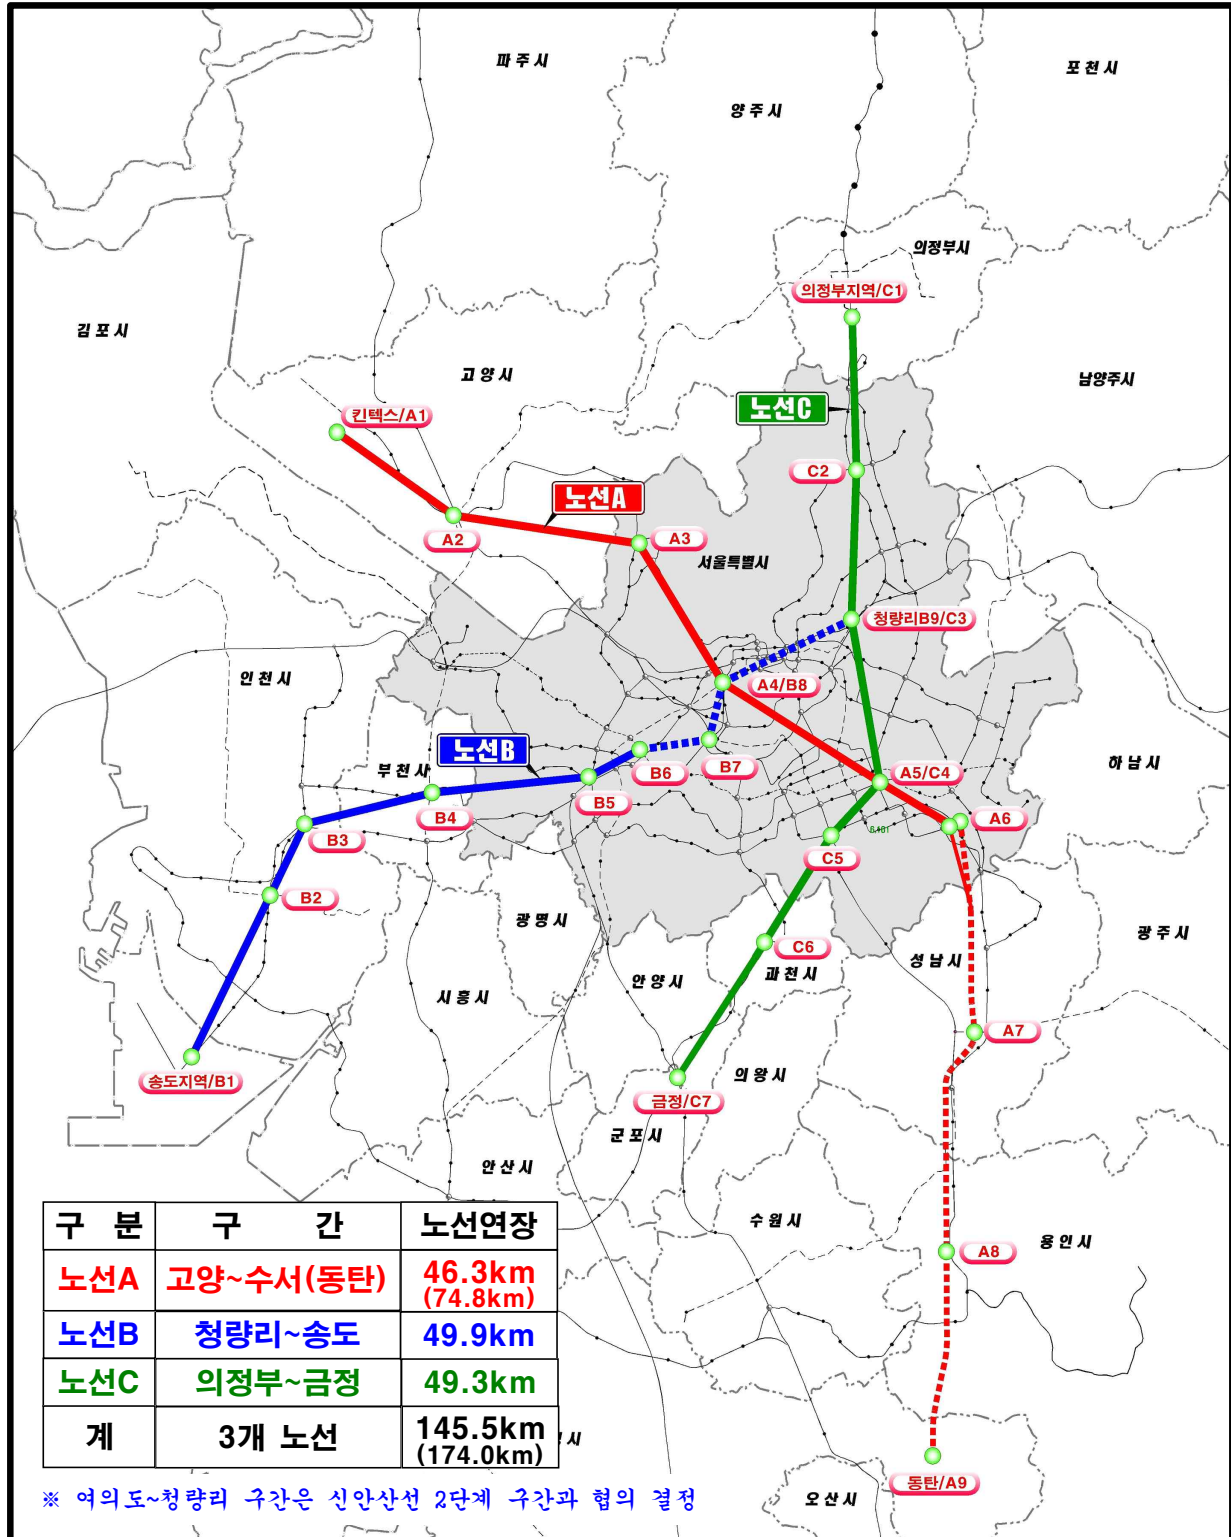 파주시
포천시
양주시
의정부시
의정부지역/C1
김포시
고양시
남양주시
킨텍스/A1
노선C
C2
노선A
A2
A3
서울특별시
청량리B9/C3
인천시
A4/B8
노선B
부천시
B6
B7
하남시
A5/C4
B5
B4
A6
B3
C5
B2
광명시
광주시
C6
성남시
과천시
안양시
시흥시
A7
의왕시
송도지역/B1
금정/C7
군포시
안산시
수원시
용인시
A8
구 분 구 간 노선연장
노선A 고양~수서(동탄) 46.3km
(74.8km)
노선B 청량리~송도 49.9km
노선C 의정부~금정 49.3km
계 3개 노선 145.5km
(174.0km)
시
동탄/A9
오산시
※ 여의도~청량리 구간은 신안산선 2단계 구간과 협의 결정